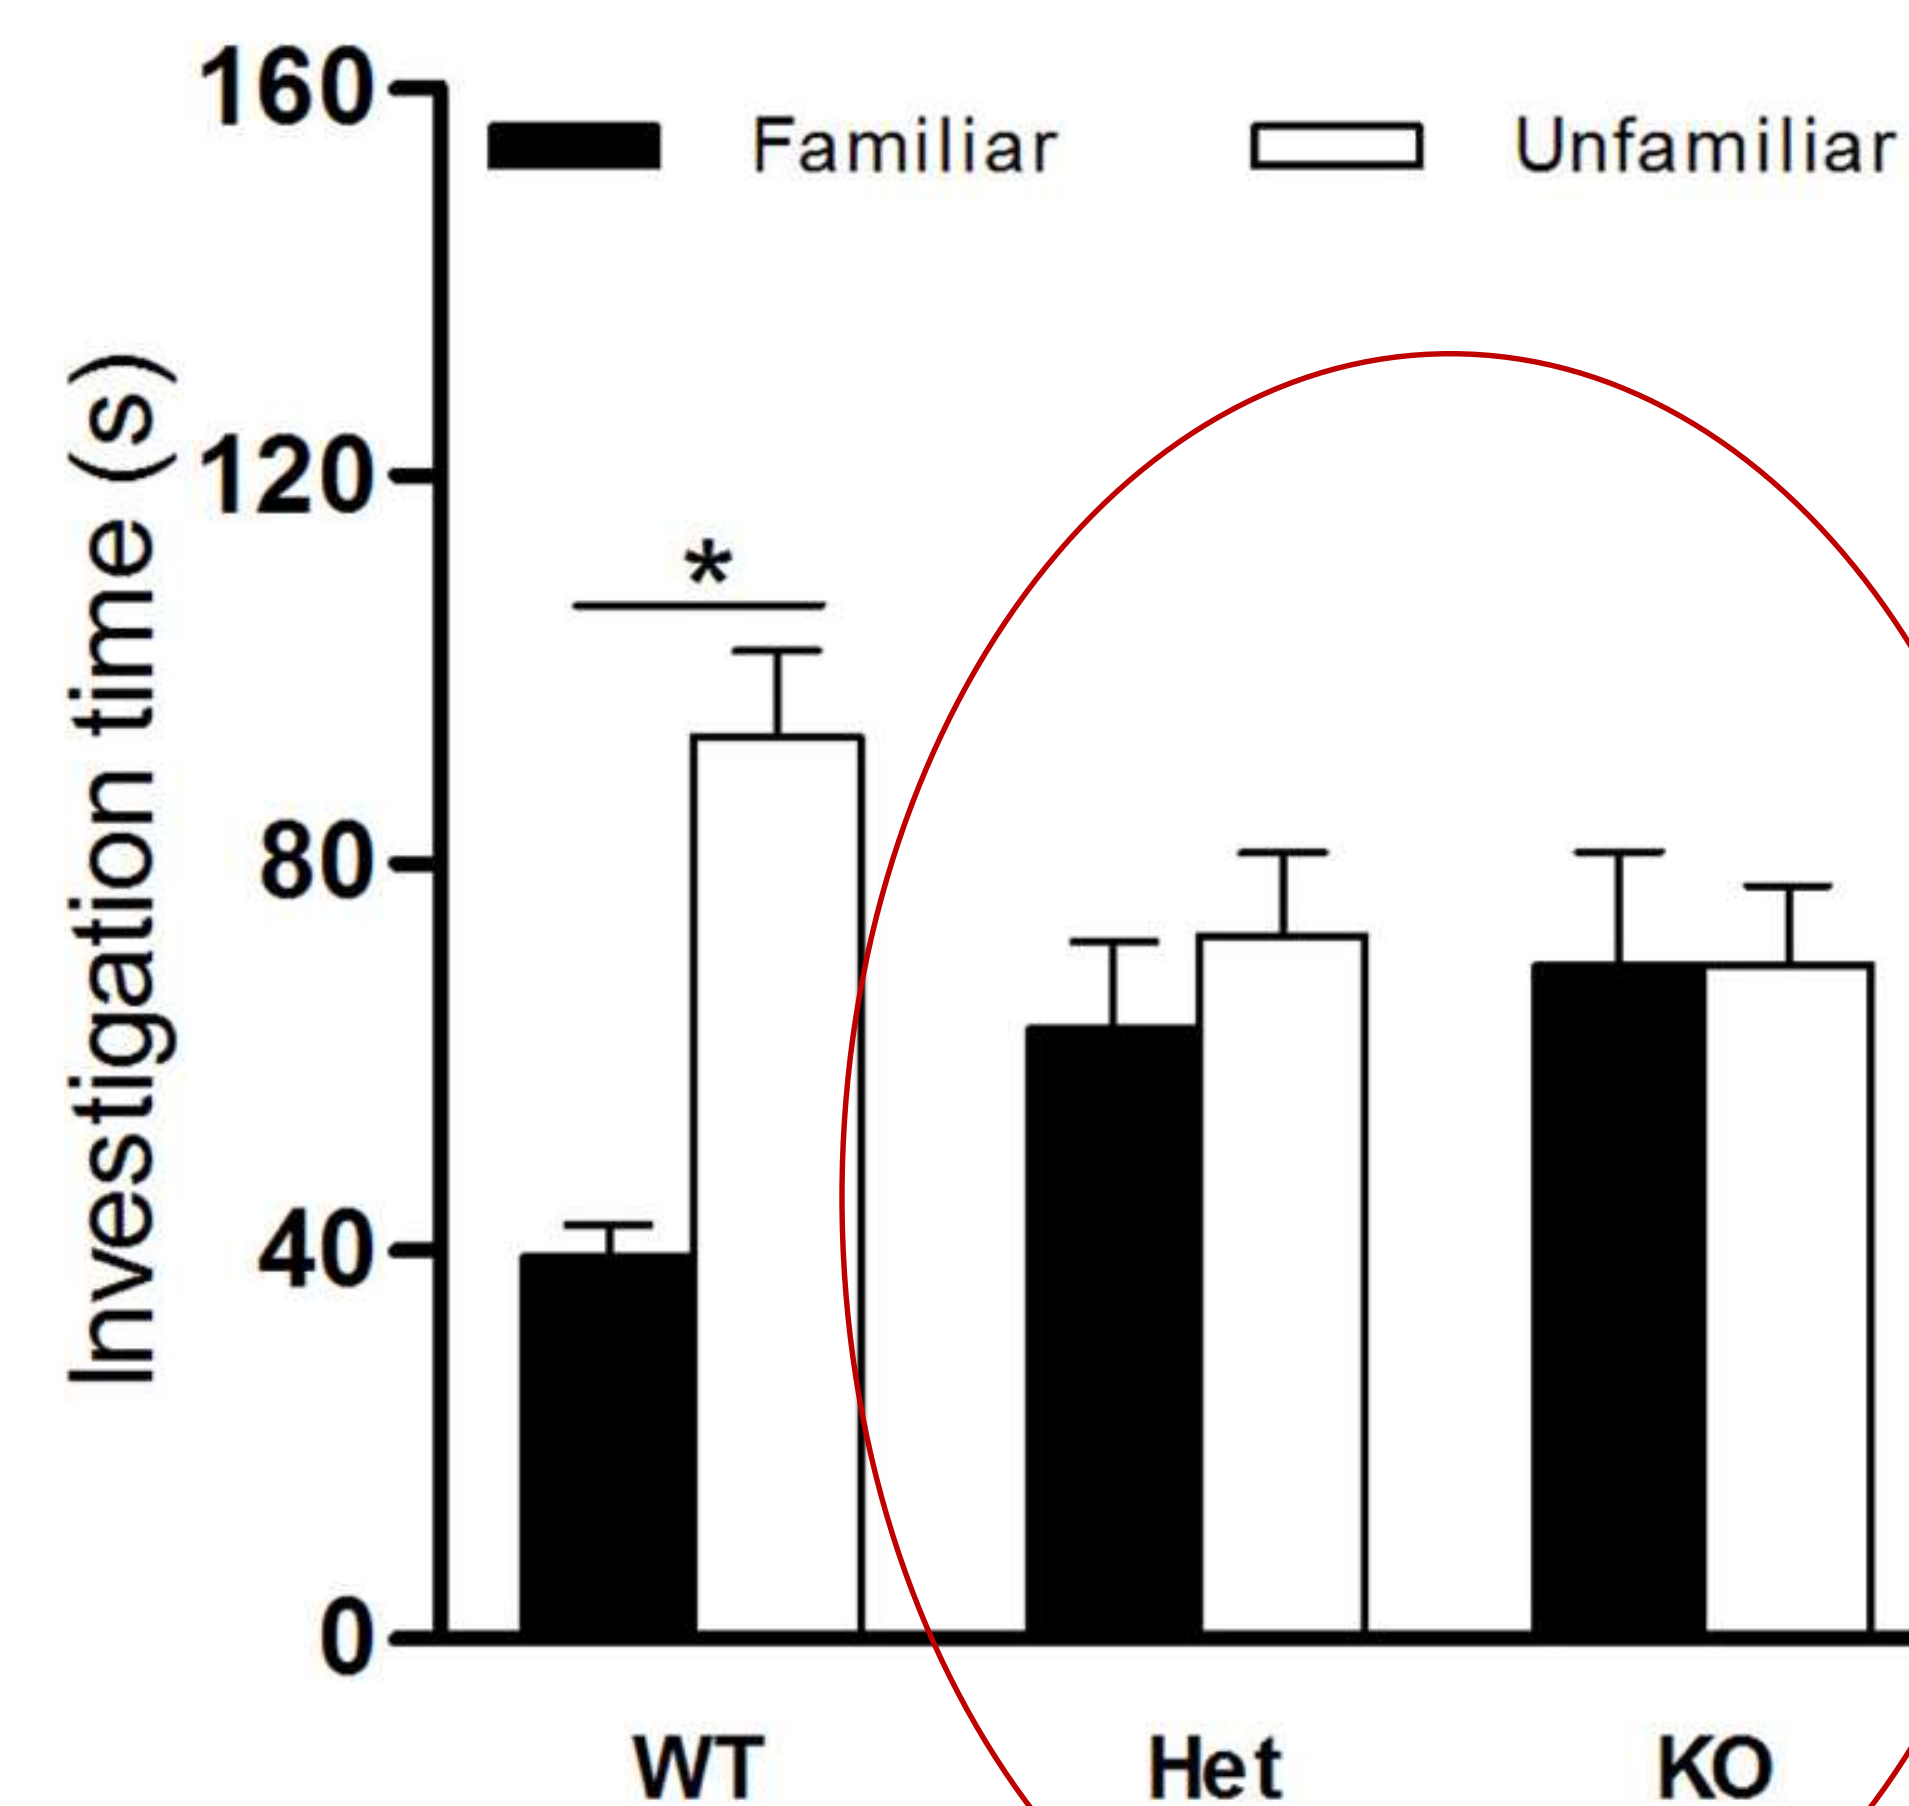 160
Familiar Unfamiliar
120
*
80
40
0
Investigation time (s)
WT Het KO